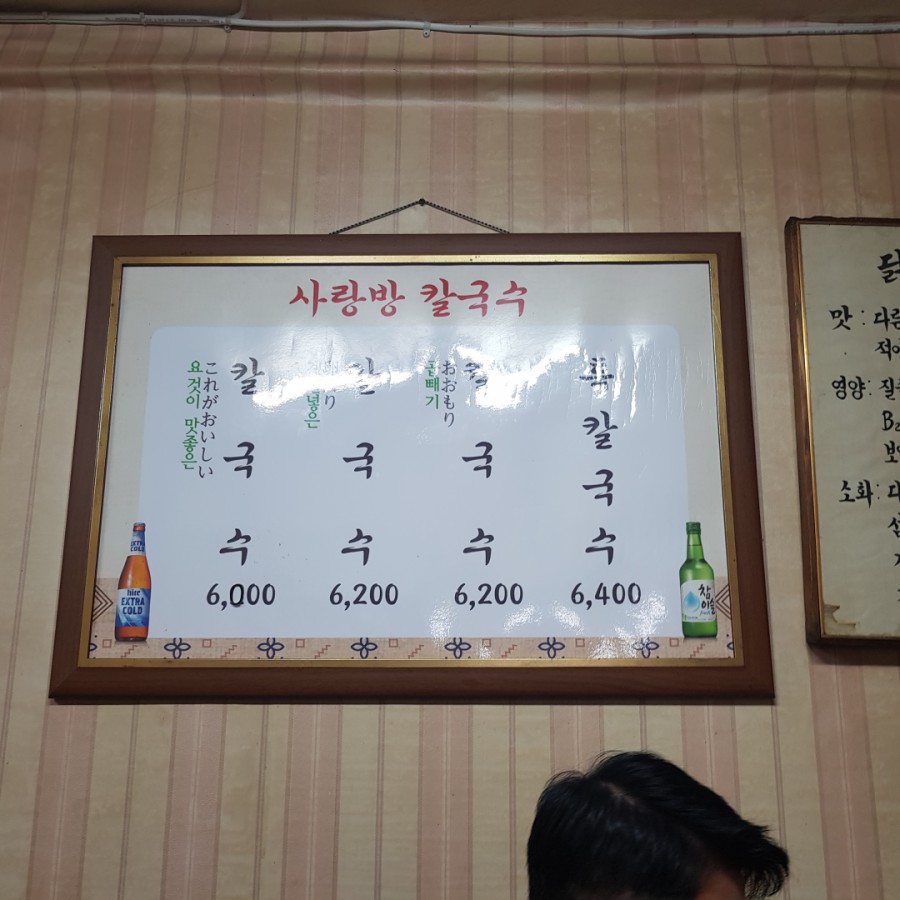 사랑방 칼국수
칼국수
これがおいしい
요것이 맛좋은
6,000
국수
넣은
6,200
국수
おおもり
곱빼기
6,200
칼국수
6,400
EXTRA COLD
hite
EXTRA
COLD
참
이슬
맛:
영양:
소화: